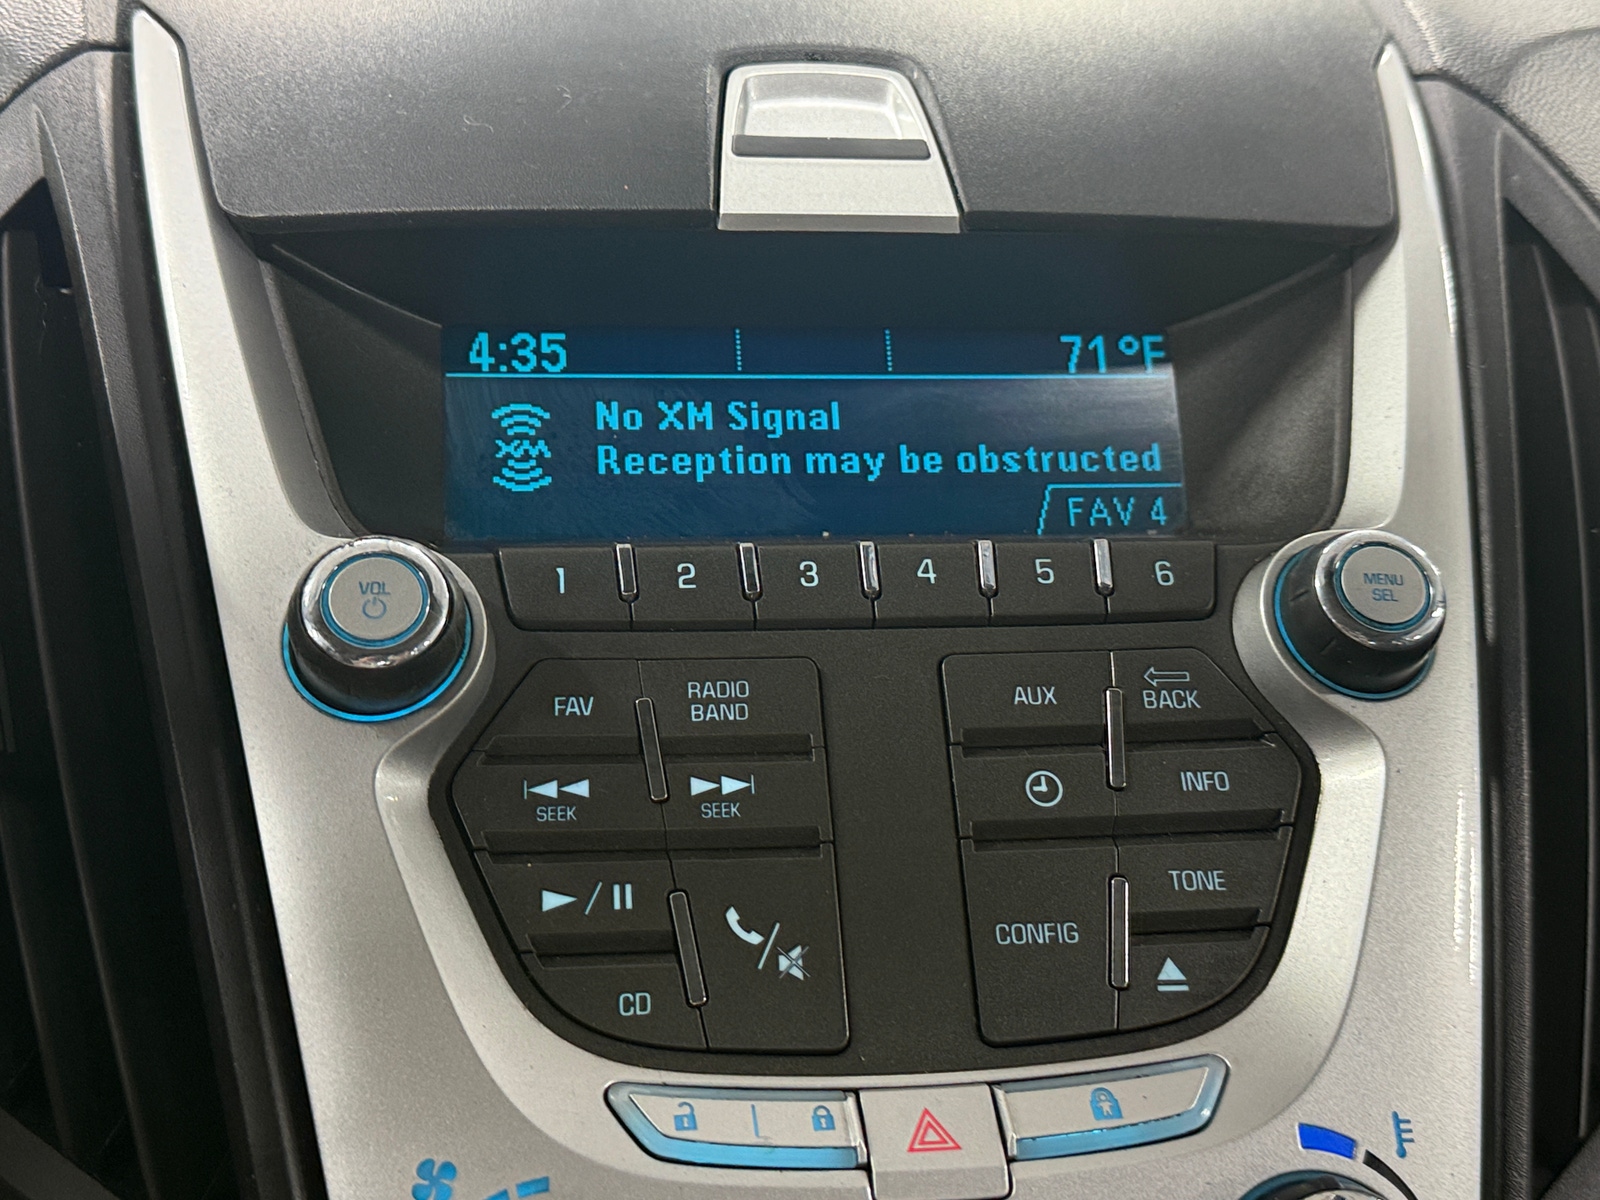 4:35 71°F
No XM Signal
XM
Reception may be obstructed
FAV 4
1 2 3 4 5 6
VOL
MENU
SEL
FAV
RADIO
BAND
AUX
BACK
SEEK
SEEK
INFO
TONE
CONFIG
CD